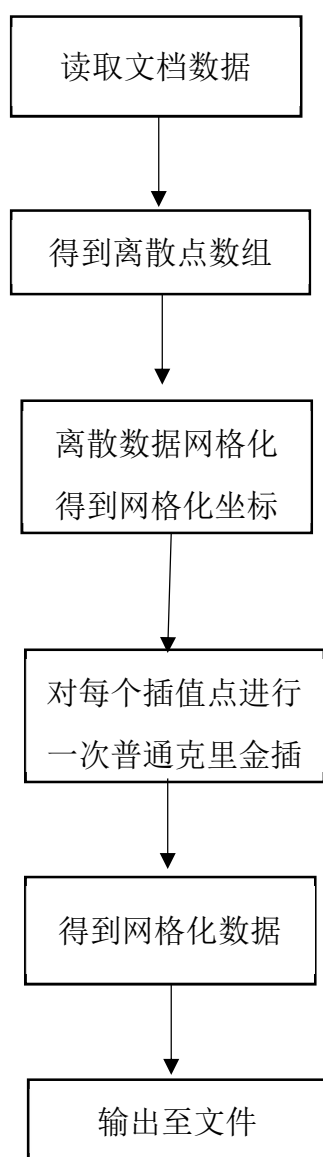 读取文档数据
得到离散点数组
离散数据网格化
得到网格化坐标
对每个插值点进行
一次普通克里金插
得到网格化数据
输出至文件